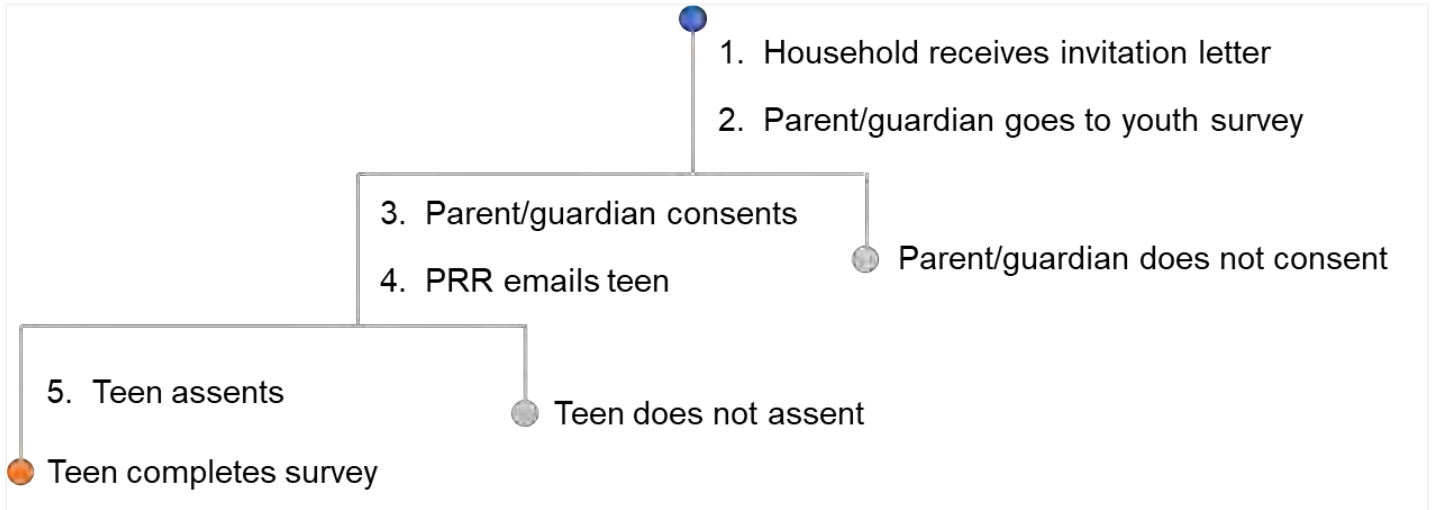 1. Household receives invitation letter
2. Parent/guardian goes to youth survey
3. Parent/guardian consents
4. PRR emails teen
Parent/guardian does not consent
5. Teen assents
Teen does not assent
Teen completes survey